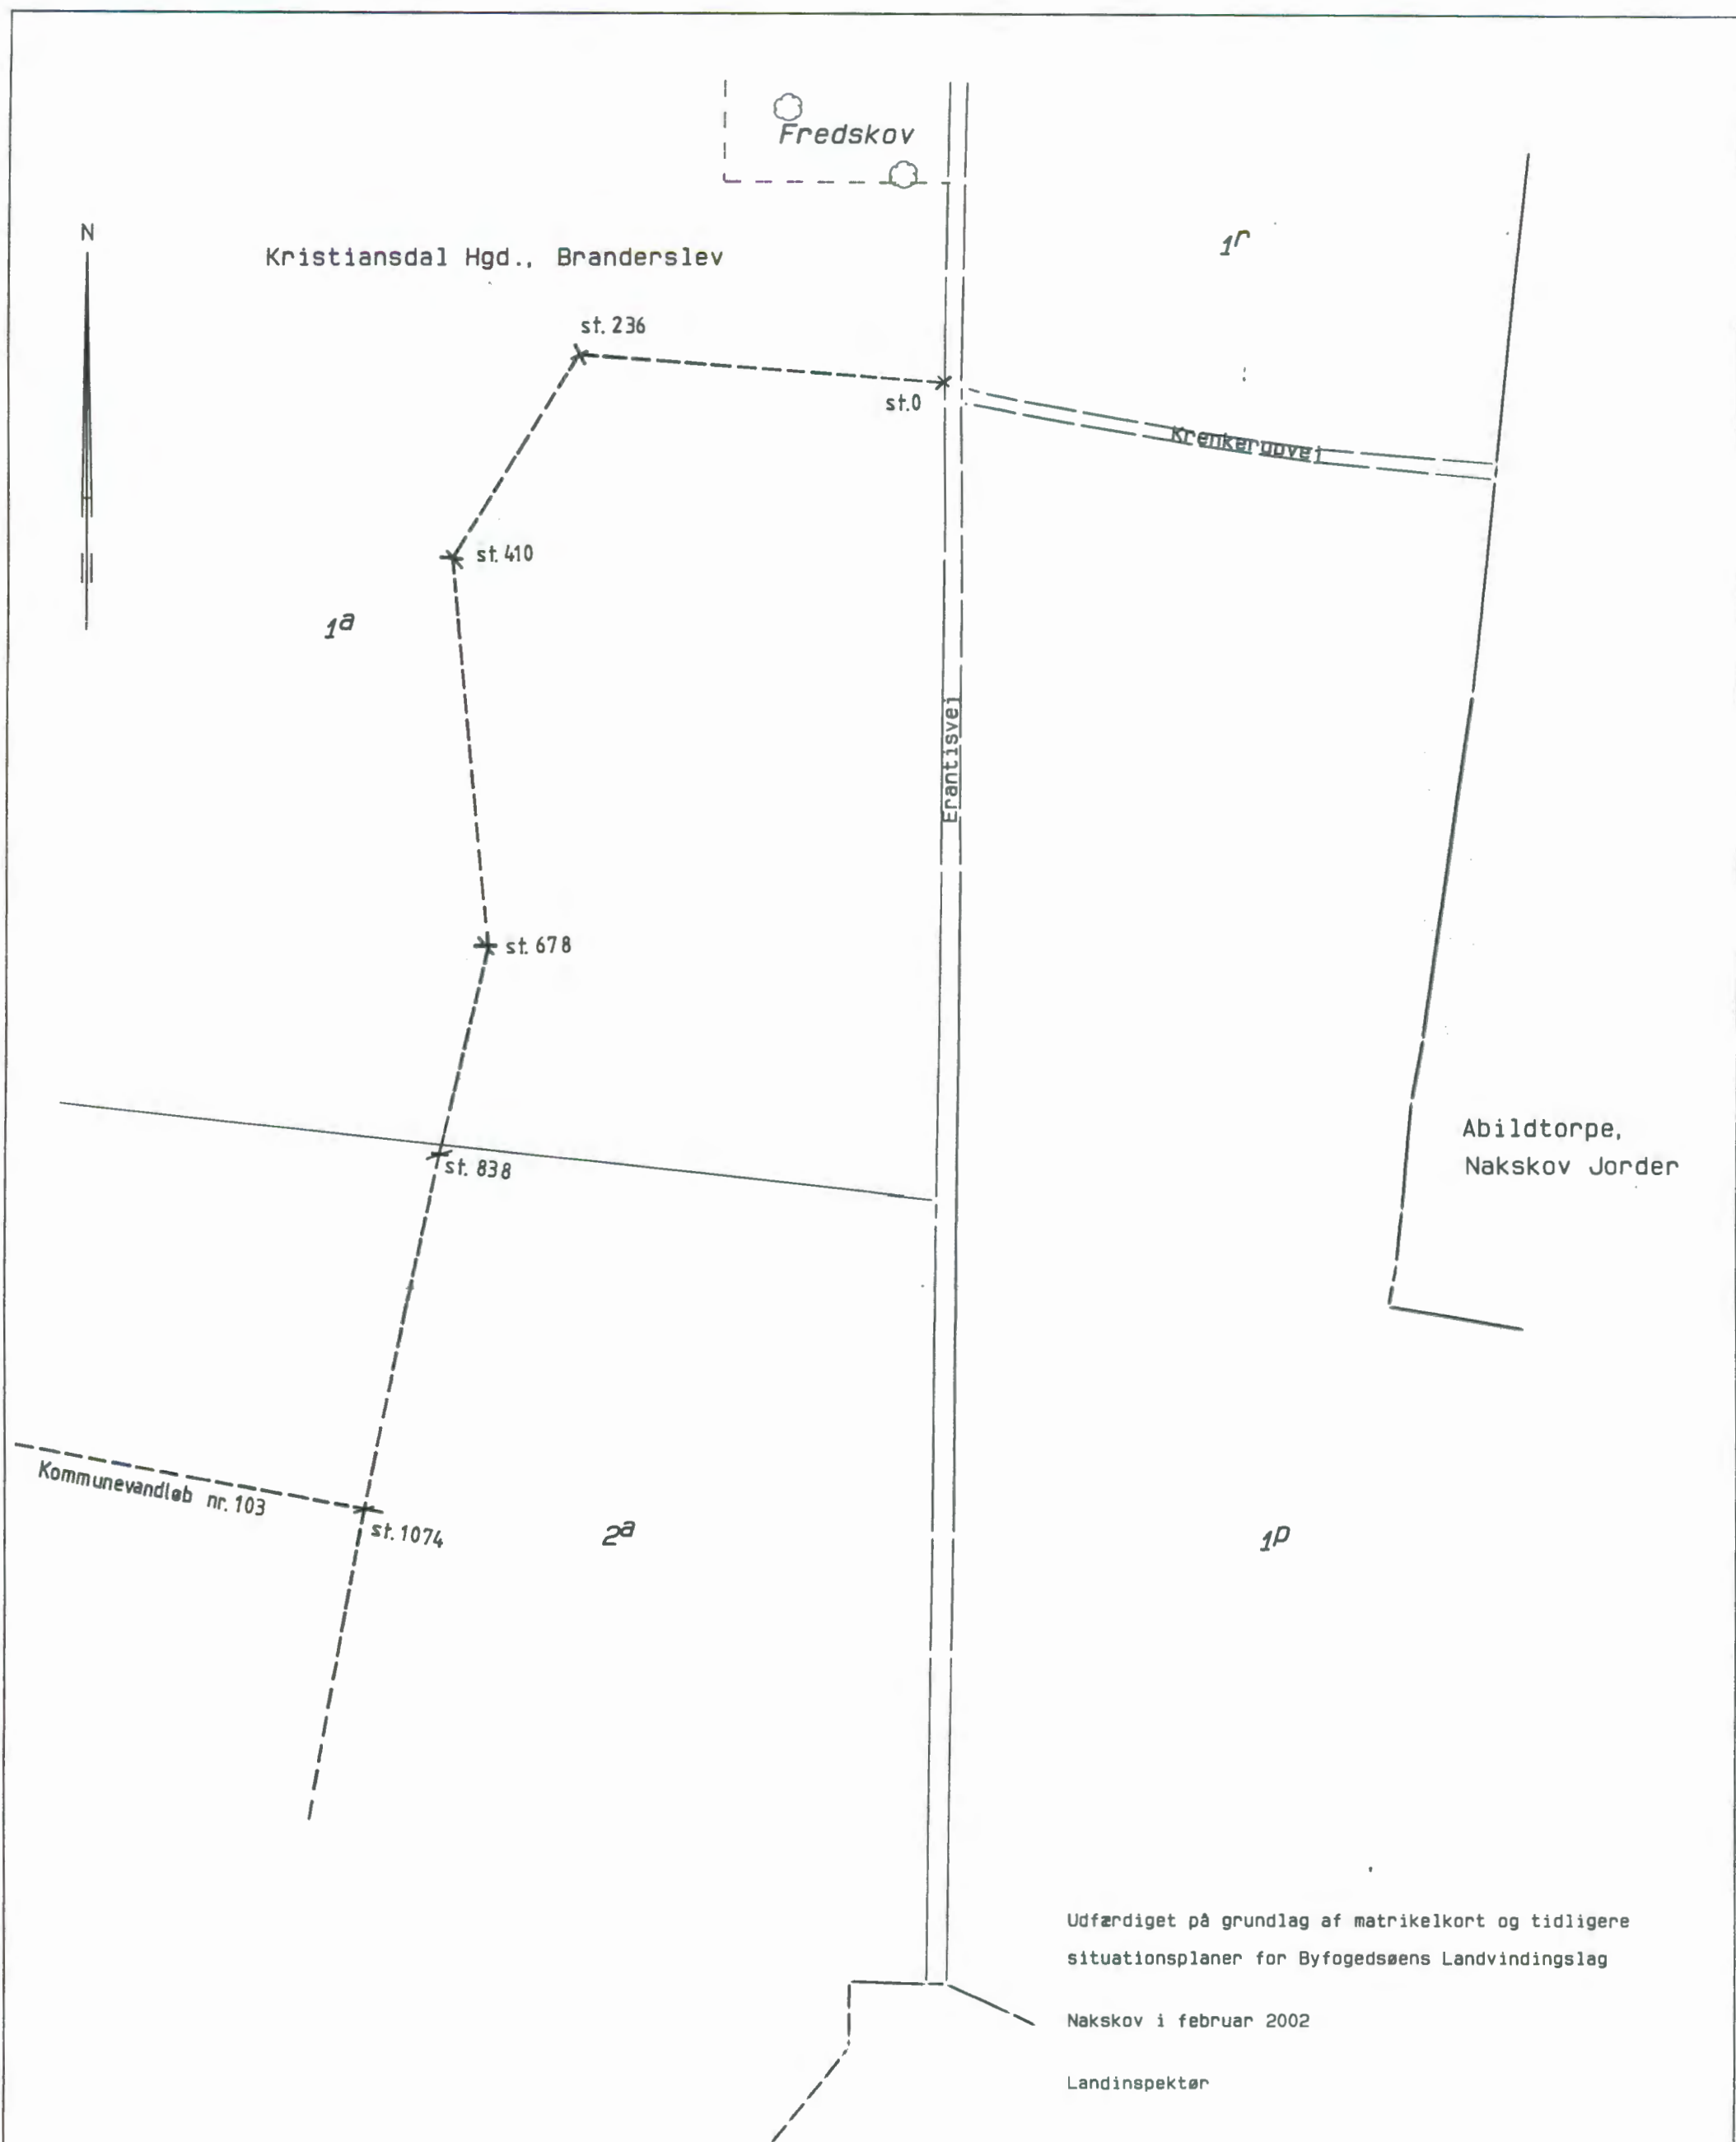 Fredskov
N
Kristiansdal Hgd., Branderslev
1r
st. 236
st.0
Krenkerupvej
st. 410
1a
Erantisvej
st. 678
Abildtorpe,
Nakskov Jorder
st. 838
Kommunevandløb nr. 103
st. 1074
2a
1p
Udfærdiget på grundlag af matrikelkort og tidligere
situationsplaner for Byfogedsøens Landvindingslag
Nakskov i februar 2002
Landinspektør